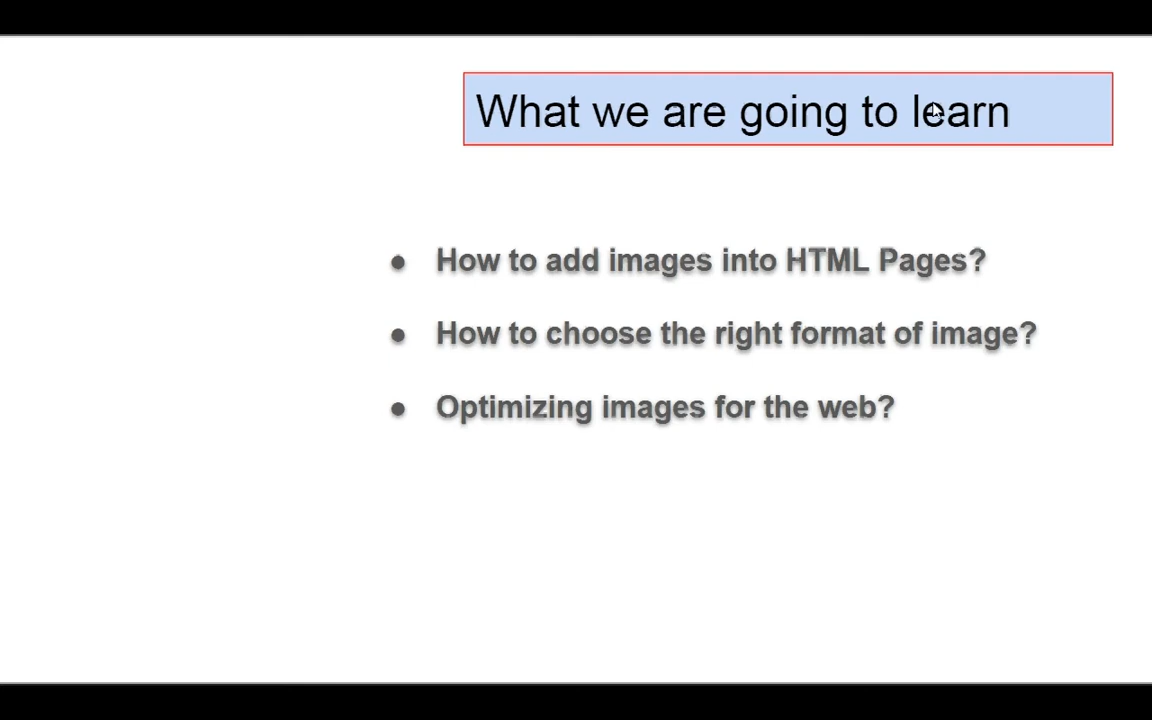 What we are going to learn
● How to add images into HTML Pages?
● How to choose the right format of image?
● Optimizing images for the web?